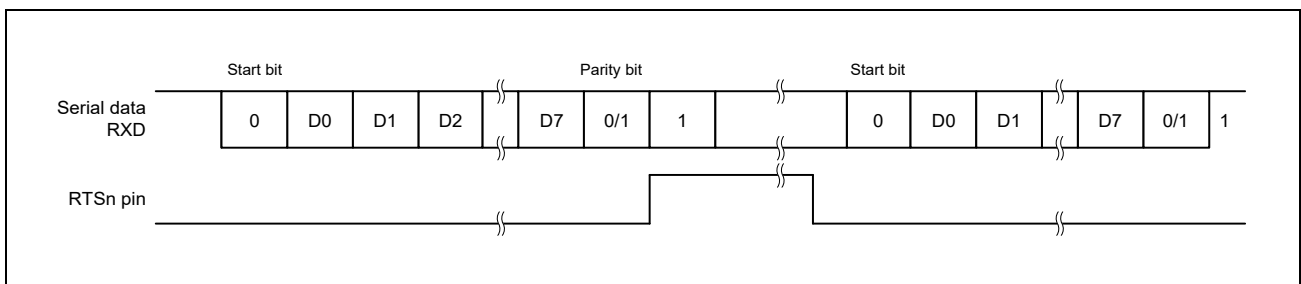 Start bit Parity bit Start bit
Serial data
RXD
0 D0 D1 D2 D7 0/1 1 0 D0 D1 D7 0/1 1
RTSn pin